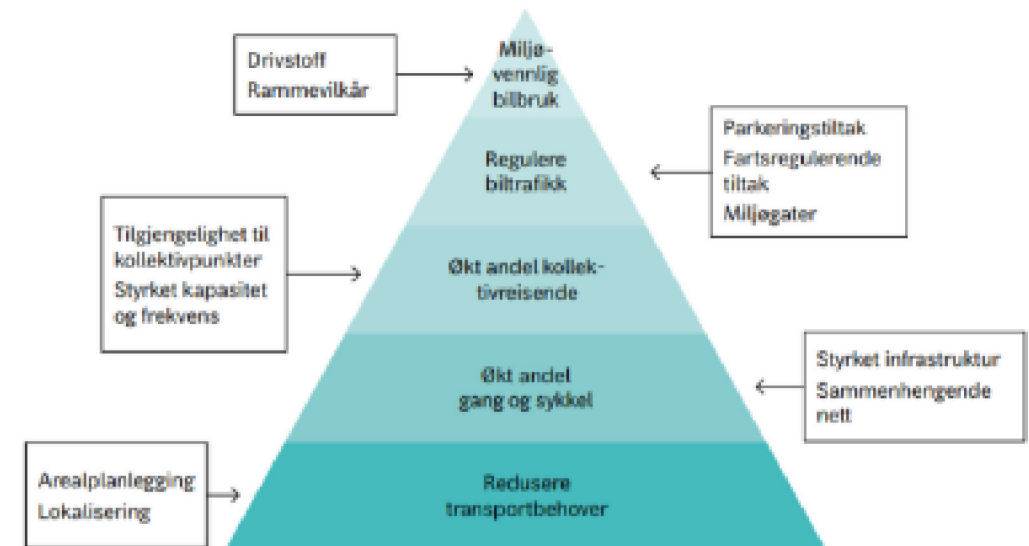 Drivstoff
Rammevilkår
Miljø-
vennlig
bilbruk
Parkeringstiltak
Fartsregulerende
tiltak
Miljøgater
Regulere
biltrafikk
Tilgjengelighet til
kollektivpunkter
Styrket kapasitet
og frekvens
Økt andel kollek-
tivreisende
Styrket infrastruktur
Sammenhengende
nett
Økt andel
gang og sykkel
Arealplanlegging
Lokalisering
Redusere
transportbehover